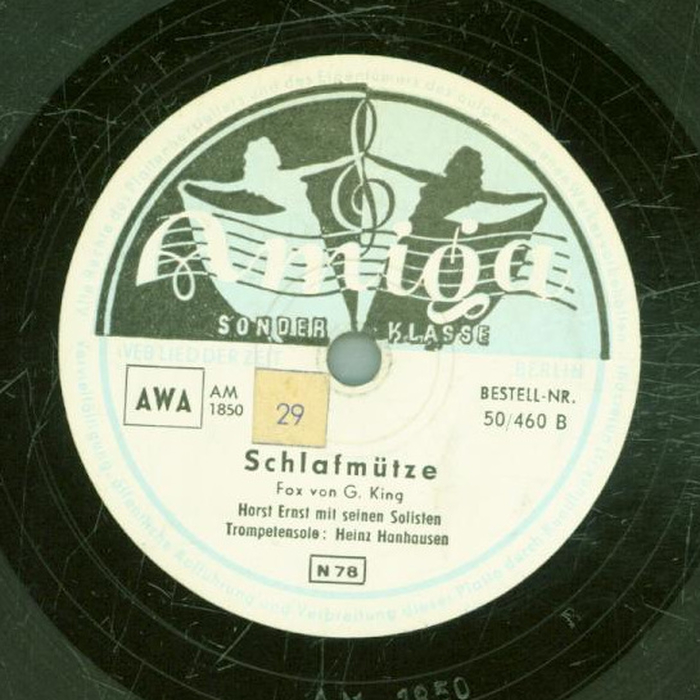 Amiga
SONDER KLASSE
VEB LIED DER ZEIT BERLIN
AWA
AM
1850
29
BESTELL-NR.
50/460 B
Schlafmütze
Fox von G. King
Horst Ernst mit seinen Solisten
Trompetensolo: Heinz Hanhausen
N 78